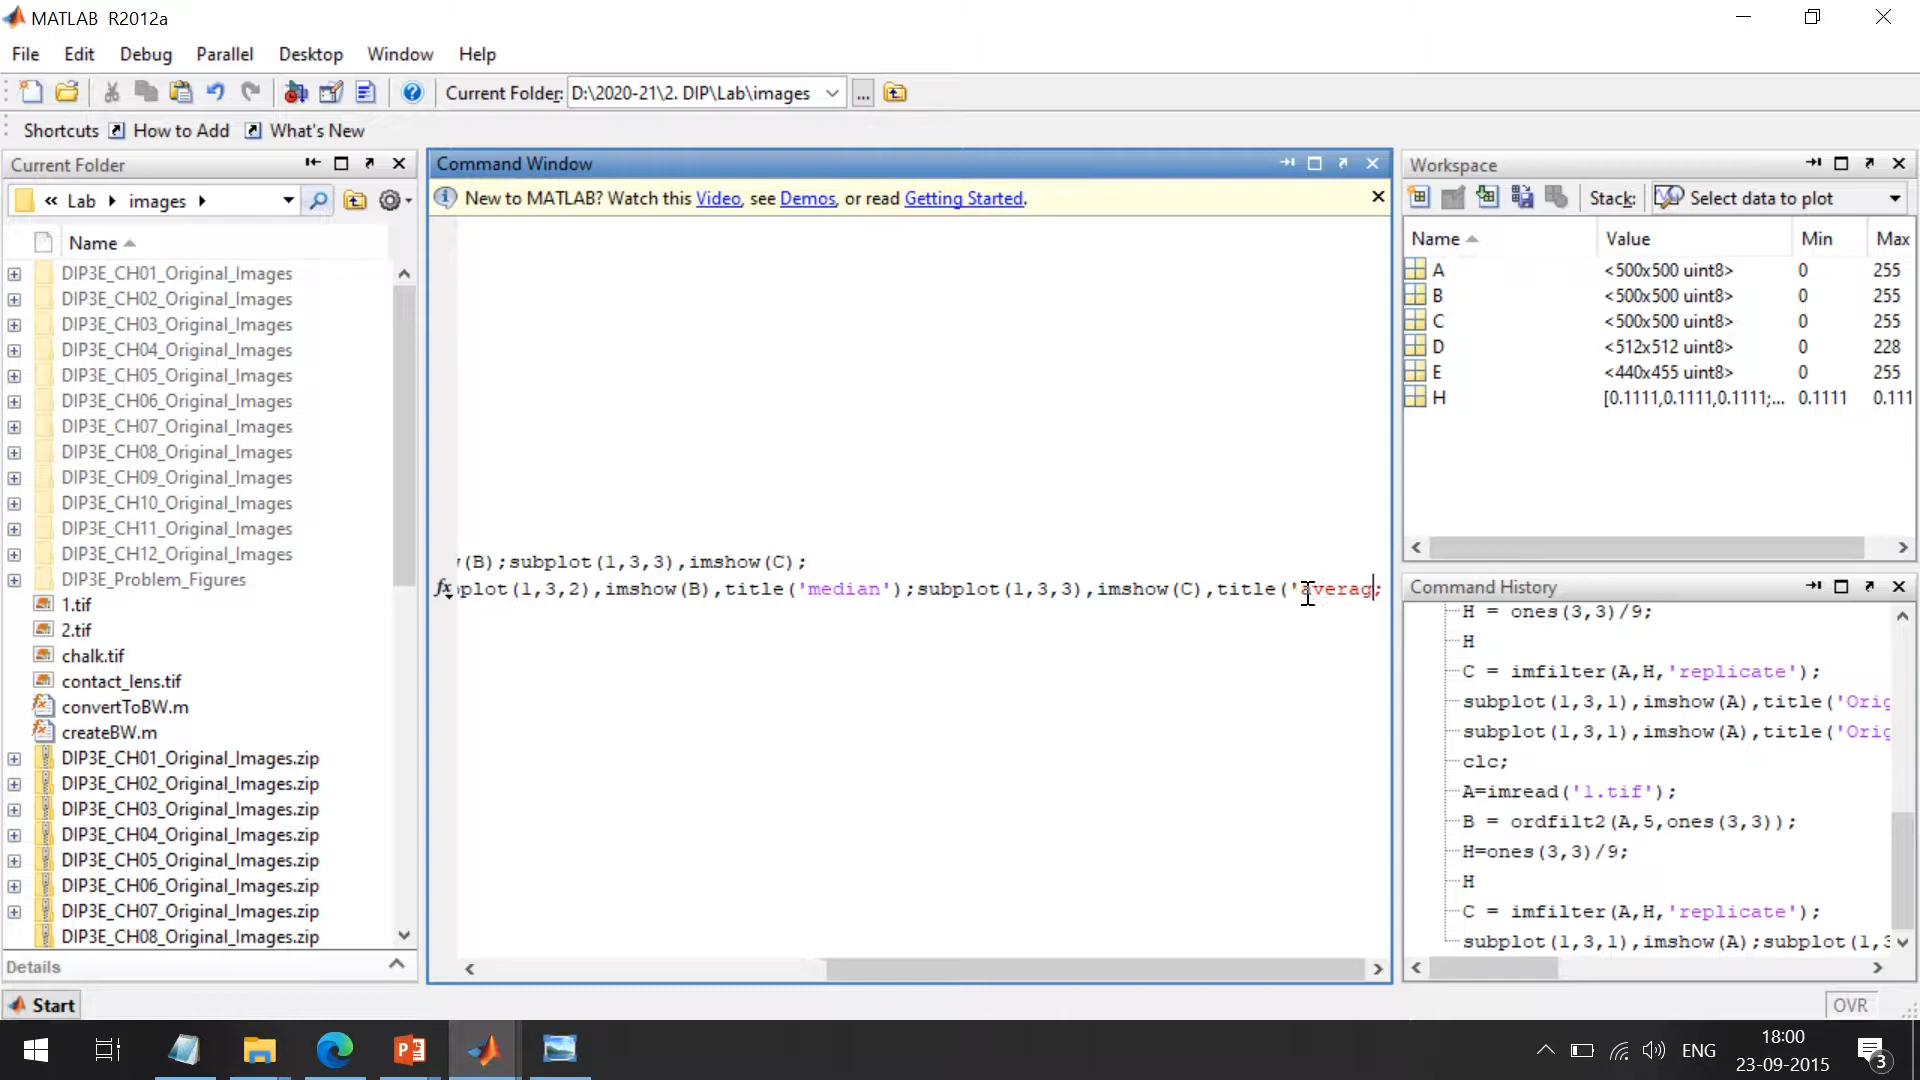 MATLAB R2012a
File Edit Debug Parallel Desktop Window Help
Current Folder: D:\2020-21\2. DIP\Lab\images ...
Shortcuts How to Add What's New
Current Folder
« Lab images
Name
DIP3E_CH01_Original_Images
DIP3E_CH02_Original_Images
DIP3E_CH03_Original_Images
DIP3E_CH04_Original_Images
DIP3E_CH05_Original_Images
DIP3E_CH06_Original_Images
DIP3E_CH07_Original_Images
DIP3E_CH08_Original_Images
DIP3E_CH09_Original_Images
DIP3E_CH10_Original_Images
DIP3E_CH11_Original_Images
DIP3E_CH12_Original_Images
DIP3E_Problem_Figures
1.tif
2.tif
chalk.tif
contact_lens.tif
convertToBW.m
createBW.m
DIP3E_CH01_Original_Images.zip
DIP3E_CH02_Original_Images.zip
DIP3E_CH03_Original_Images.zip
DIP3E_CH04_Original_Images.zip
DIP3E_CH05_Original_Images.zip
DIP3E_CH06_Original_Images.zip
DIP3E_CH07_Original_Images.zip
DIP3E_CH08_Original_Images.zip
Details
Command Window
New to MATLAB? Watch this Video, see Demos, or read Getting Started.
(B);subplot(1,3,3),imshow(C);
fx plot(1,3,2),imshow(B),title('median');subplot(1,3,3),imshow(C),title('averag;
Workspace
Stack: Select data to plot
Name Value Min Max
A <500x500 uint8> 0 255
B <500x500 uint8> 0 255
C <500x500 uint8> 0 255
D <512x512 uint8> 0 228
E <440x455 uint8> 0 255
H [0.1111,0.1111,0.1111;... 0.1111 0.111
Command History
H = ones(3,3)/9;
H
C = imfilter(A,H,'replicate');
subplot(1,3,1),imshow(A),title('Orig
subplot(1,3,1),imshow(A),title('Orig
clc;
A=imread('1.tif');
B = ordfilt2(A,5,ones(3,3));
H=ones(3,3)/9;
H
C = imfilter(A,H,'replicate');
subplot(1,3,1),imshow(A);subplot(1,3
Start
OVR
ENG
18:00
23-09-2015
3